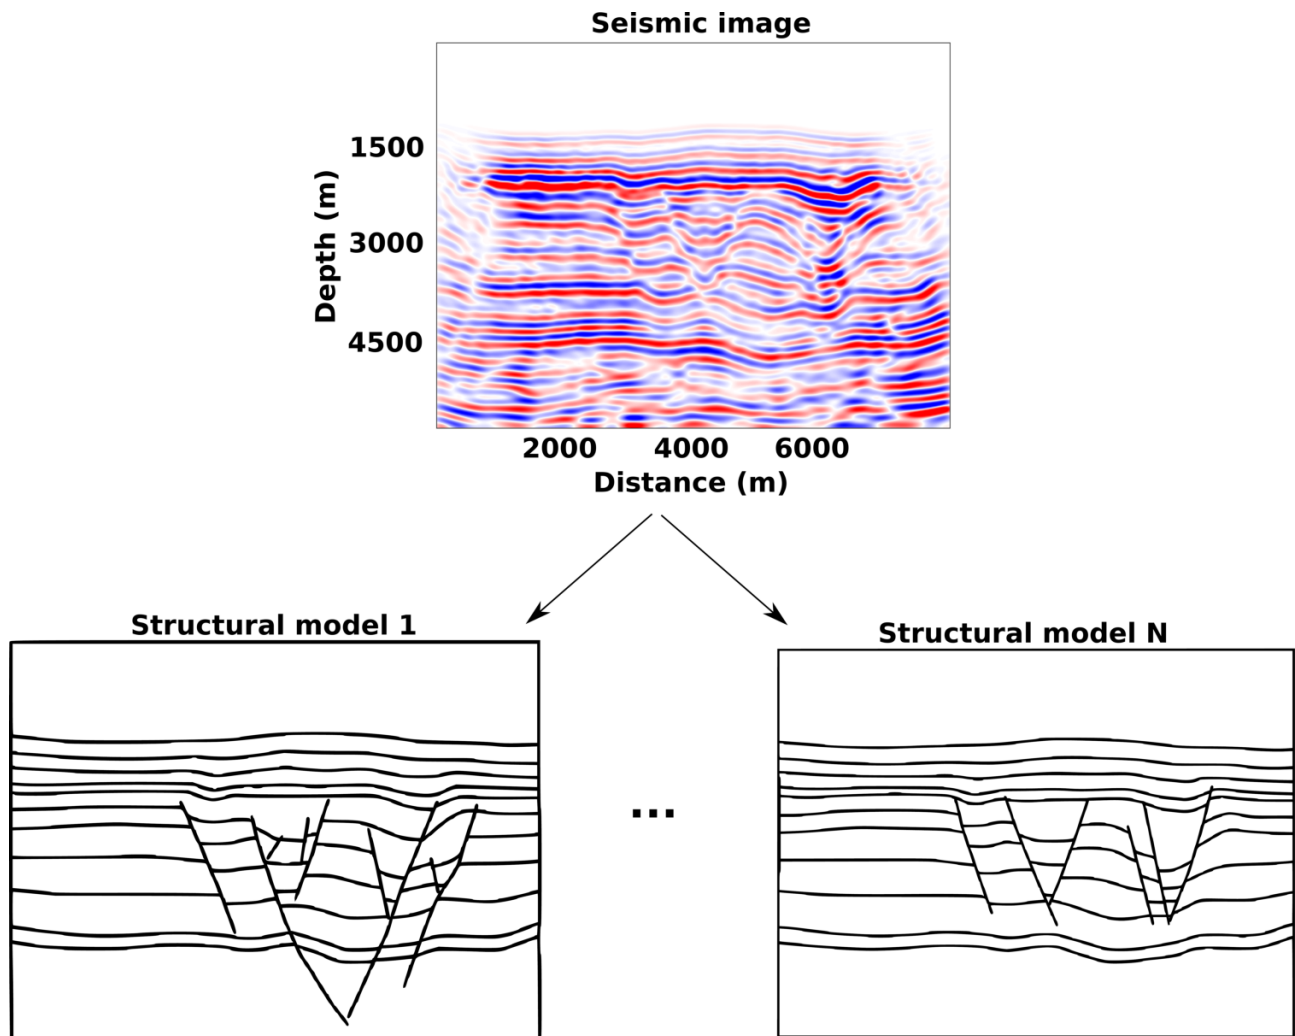 Seismic image
1500
3000
4500
Depth (m)
2000 4000 6000
Distance (m)
Structural model 1
Structural model N
...